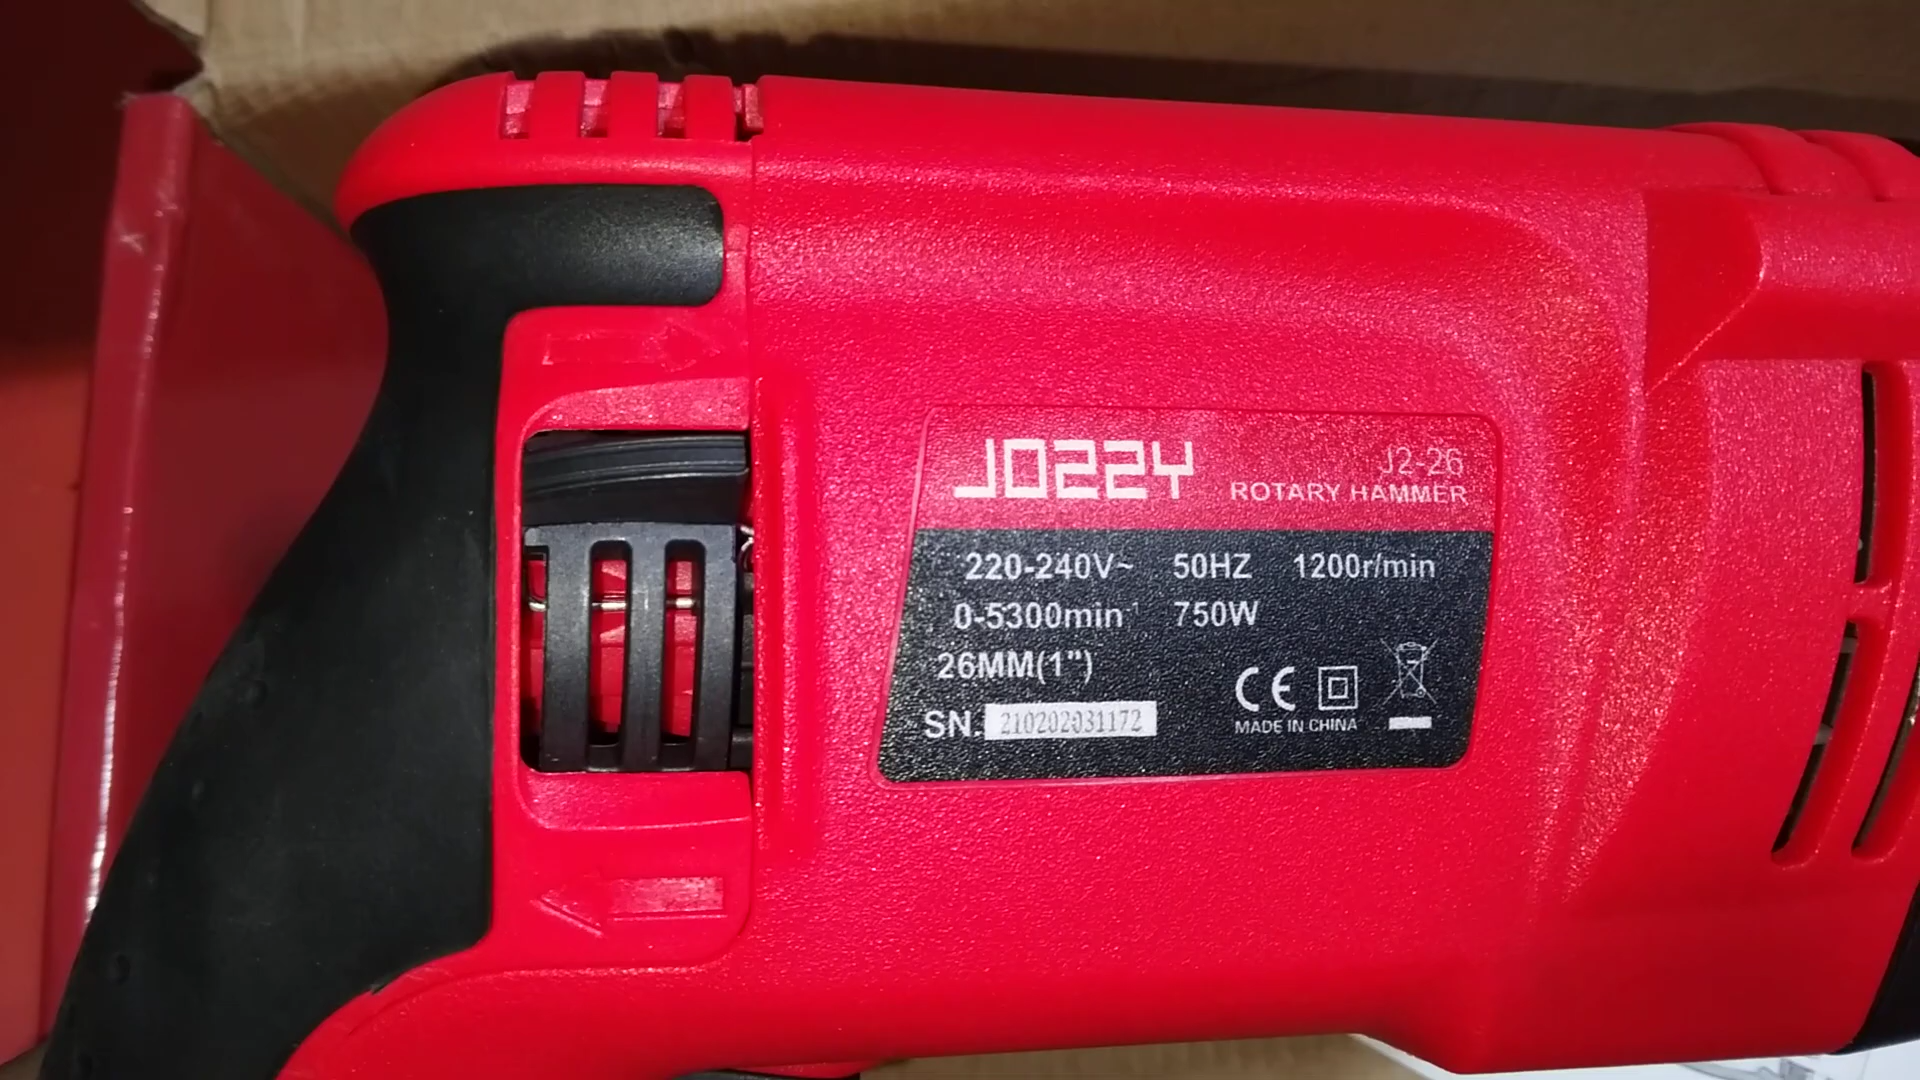 JOZZY
J2-26
ROTARY HAMMER
220-240V~ 50HZ 1200r/min
0-5300min⁻¹ 750W
26MM(1")
SN.: 210202031172
CE
MADE IN CHINA